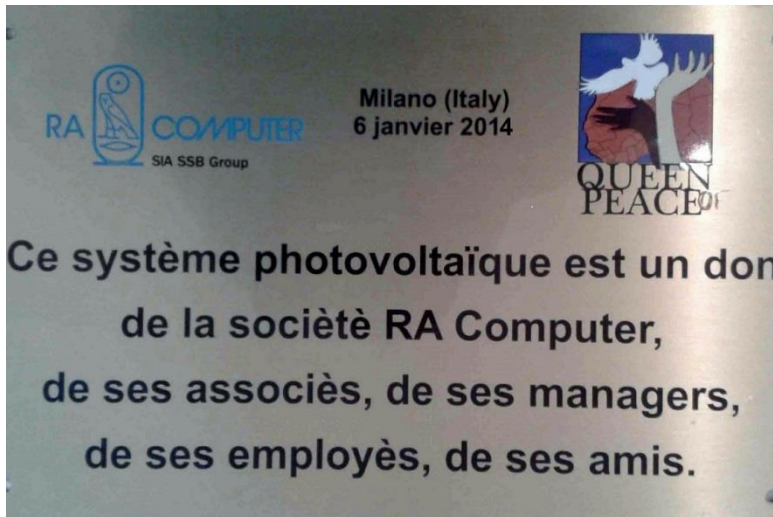 RA COMPUTER
SIA SSB Group
Milano (Italy)
6 janvier 2014
QUEEN OF
PEACE
Ce système photovoltaïque est un don
de la sociètè RA Computer,
de ses associès, de ses managers,
de ses employès, de ses amis.